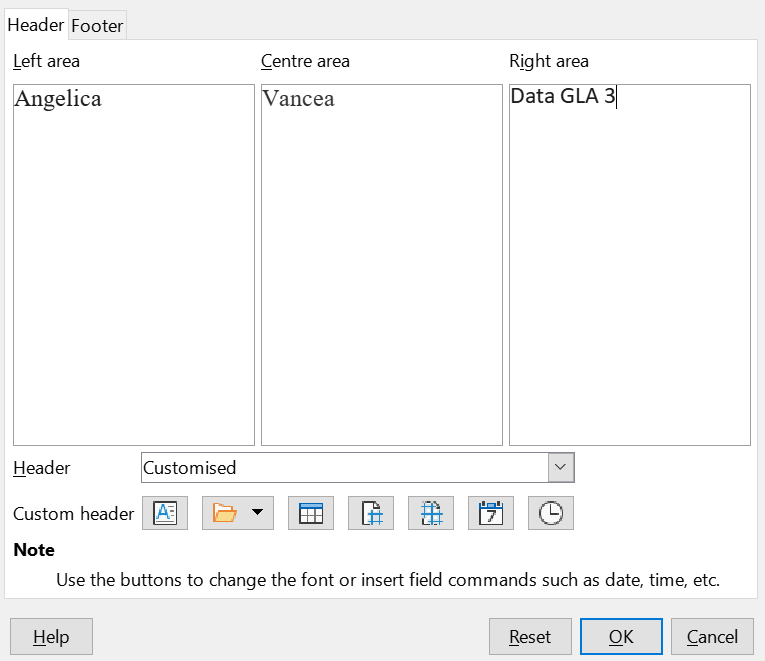 Header Footer
Left area Centre area Right area
Angelica Vancea Data GLA 3
Header Customised
Custom header A 7
Note
Use the buttons to change the font or insert field commands such as date, time, etc.
Help Reset OK Cancel